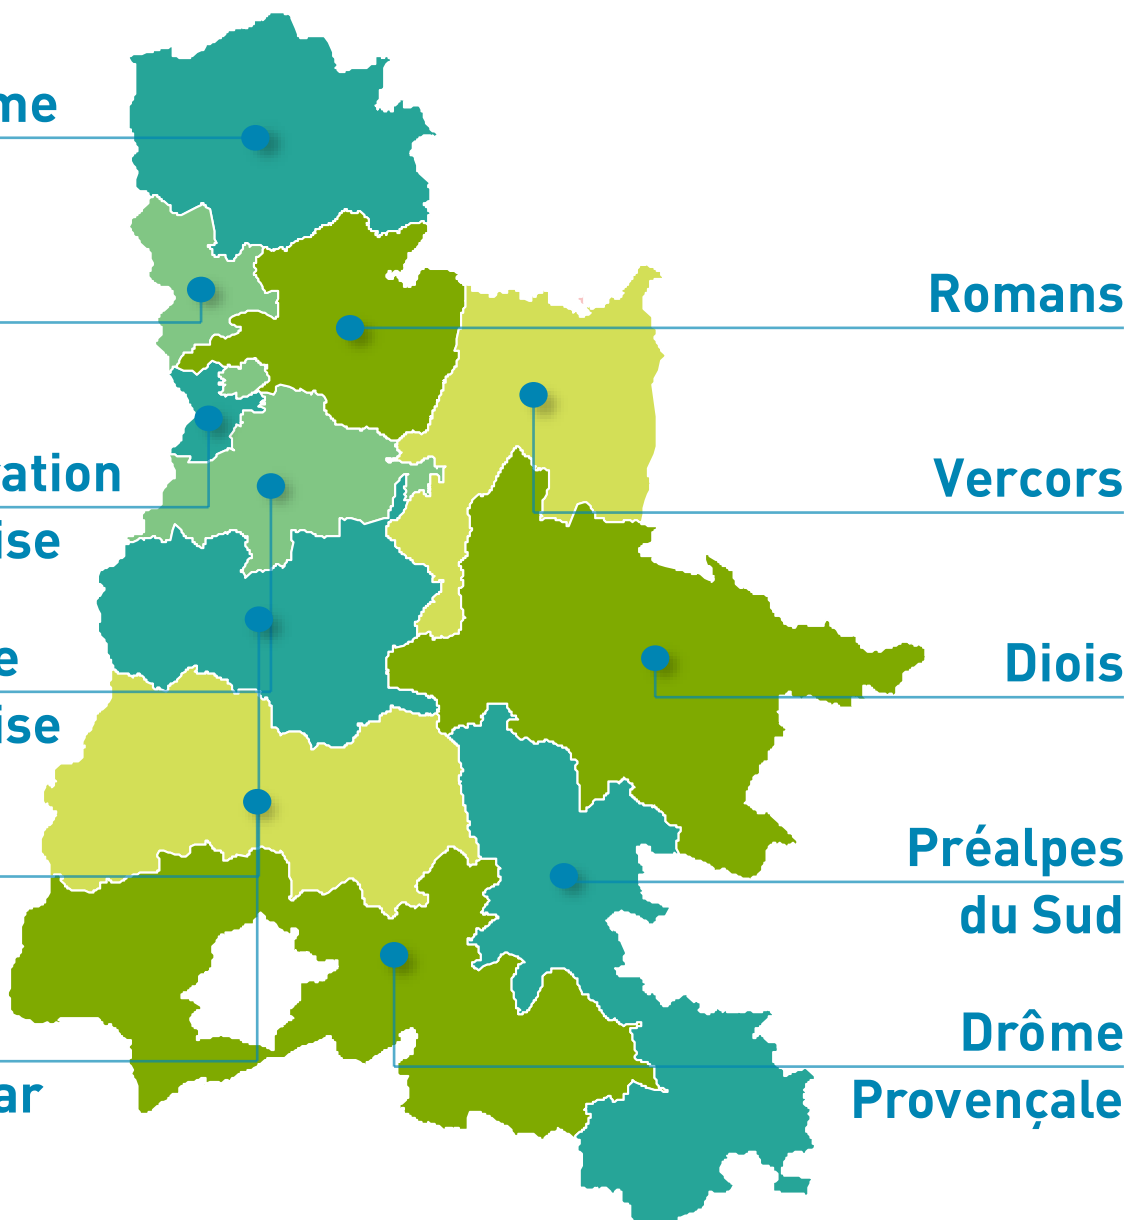 me
Romans
ation
ise
Vercors
e
ise
Diois
Préalpes
du Sud
Drôme
Provençale
ar